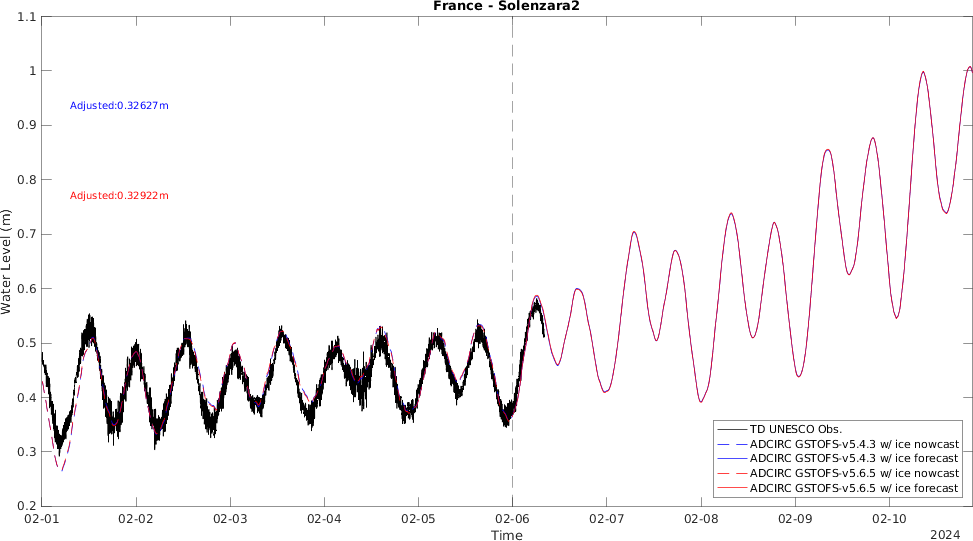 France - Solenzara2
1.1
1
0.9
0.8
0.7
0.6
0.5
0.4
0.3
0.2
Water Level (m)
Adjusted:0.32627m
Adjusted:0.32922m
TD UNESCO Obs.
ADCIRC GSTOFS-v5.4.3 w/ ice nowcast
ADCIRC GSTOFS-v5.4.3 w/ ice forecast
ADCIRC GSTOFS-v5.6.5 w/ ice nowcast
ADCIRC GSTOFS-v5.6.5 w/ ice forecast
02-01 02-02 02-03 02-04 02-05 02-06 02-07 02-08 02-09 02-10
Time
2024